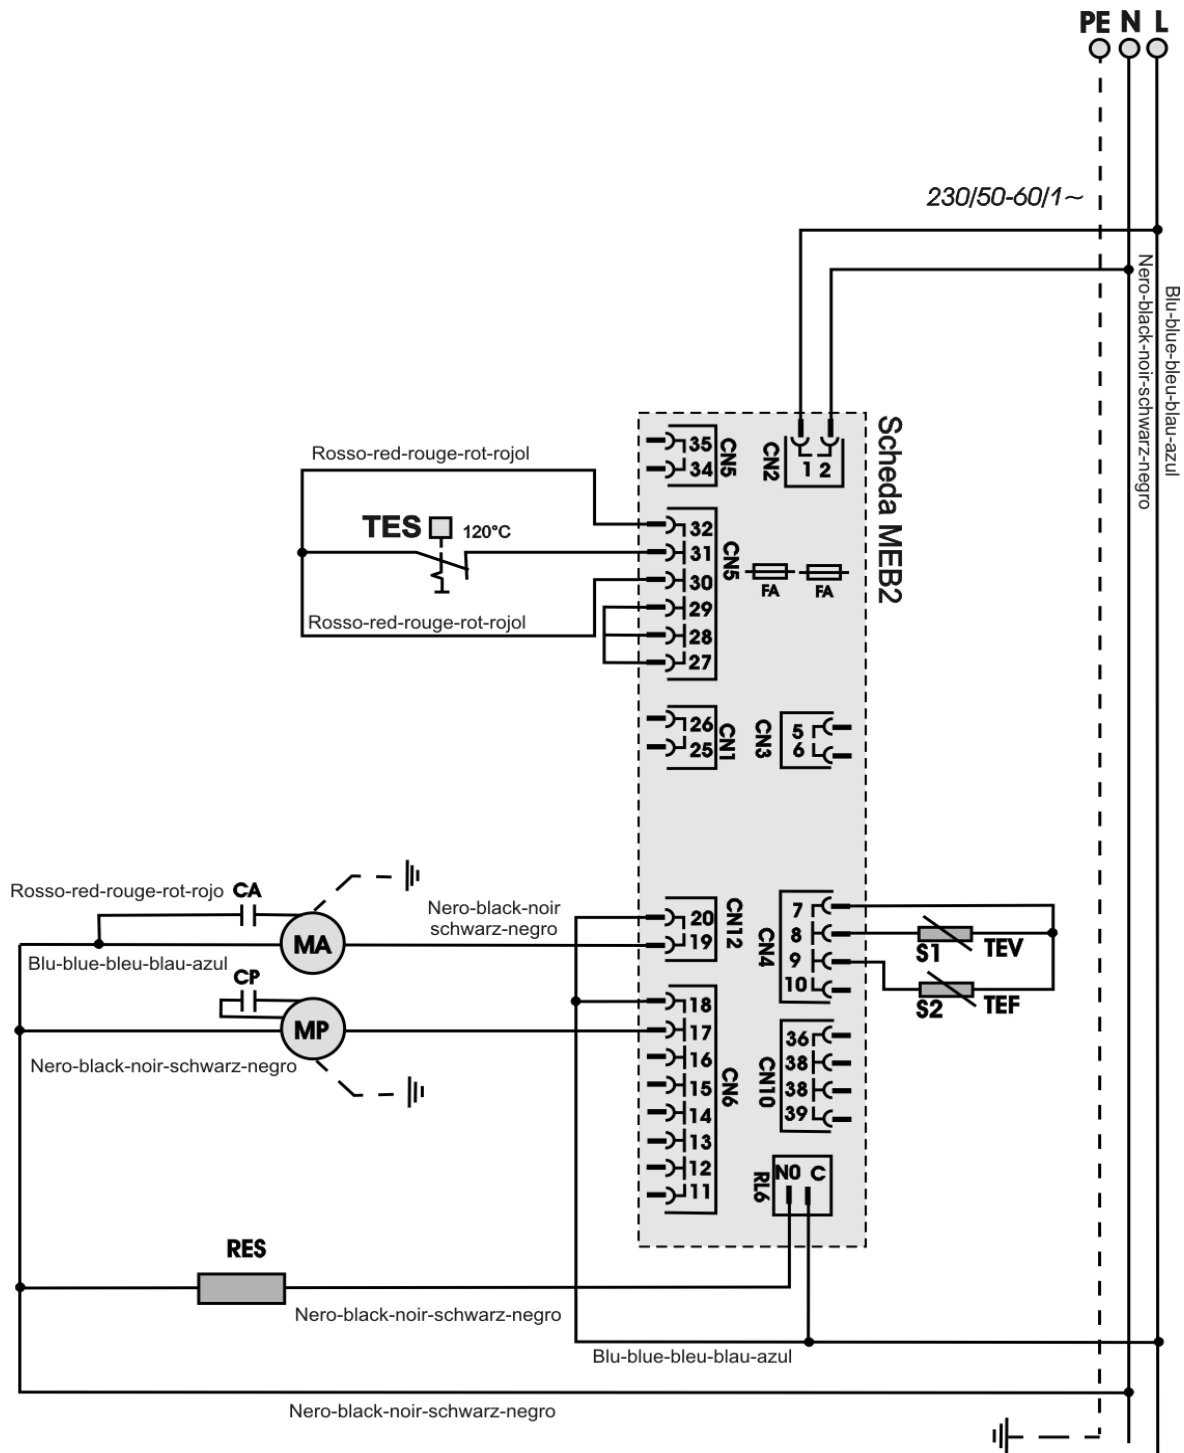 PE N L
230/50-60/1~
Nero-black-noir-schwarz-negro
Blu-blue-bleu-blau-azul
Scheda MEB2
35
34
CN5
CN2
1 2
Rosso-red-rouge-rot-rojol
TES
120°C
32
31
30
29
28
27
CN5
FA
FA
Rosso-red-rouge-rot-rojol
26
25
CN1
CN3
5
6
Rosso-red-rouge-rot-rojo
CA
MA
Nero-black-noir
schwarz-negro
Blu-blue-bleu-blau-azul
20
19
CN12
CN4
7
8
9
10
S1
TEV
S2
TEF
CP
MP
Nero-black-noir-schwarz-negro
18
17
16
15
14
13
12
11
CN6
CN10
36
38
38
39
RL6
N0 C
RES
Nero-black-noir-schwarz-negro
Blu-blue-bleu-blau-azul
Nero-black-noir-schwarz-negro